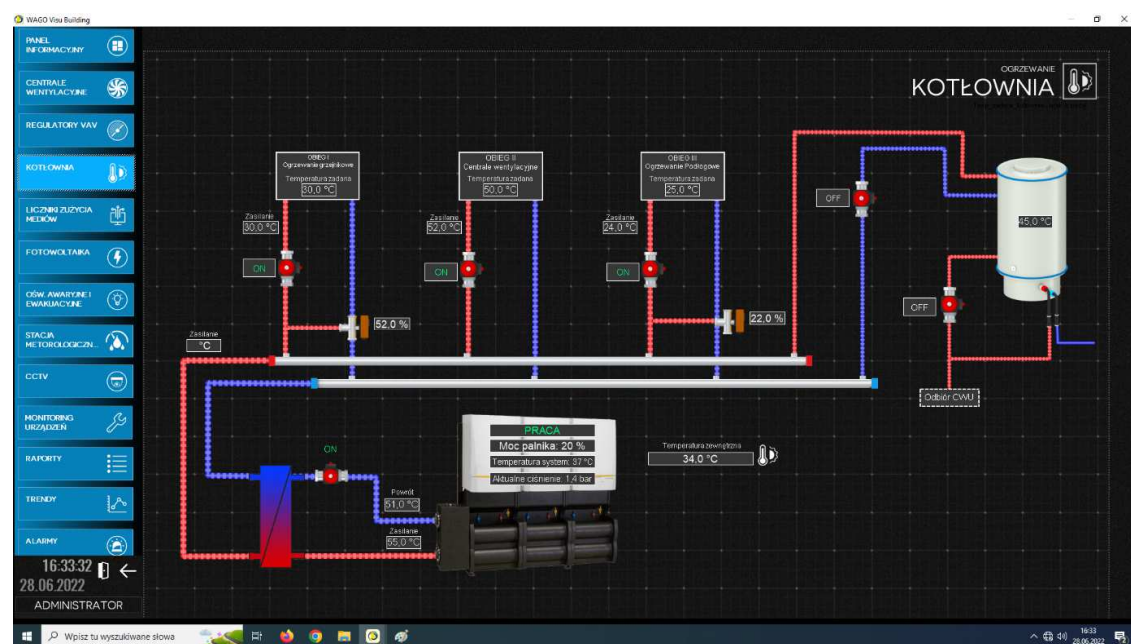 WAGO Visu Building
PANEL
INFORMACYJNY
CENTRALE
WENTYLACYJNE
REGULATORY VAV
KOTŁOWNIA
LICZNIKI ZUŻYCIA
MEDIÓW
FOTOWOLTAIKA
OŚW. AWARYJNE I
EWAKUACYJNE
STACJA
METOROLOGICZN...
CCTV
MONITORING
URZĄDZEŃ
RAPORTY
TRENDY
ALARMY
16:33:32
28.06.2022
ADMINISTRATOR
OGRZEWANIE
KOTŁOWNIA
OBIEG I
Ogrzewanie grzejnikowe
Temperatura zadana
30,0 °C
OBIEG II
Centrale wentylacyjne
Temperatura zadana
50,0 °C
OBIEG III
Ogrzewanie Podłogowe
Temperatura zadana
25,0 °C
Zasilanie
30,0 °C
ON
52,0 %
Zasilanie
52,0 °C
ON
Zasilanie
24,0 °C
ON
22,0 %
OFF
45,0 °C
OFF
Odbiór CWU
Zasilanie
°C
ON
Powrót
51,0 °C
Zasilanie
55,0 °C
PRACA
Moc palnika: 20 %
Temperatura system: 37 °C
Aktualne ciśnienie: 1,4 bar
Temperatura zewnętrzna
34,0 °C
Wpisz tu wyszukiwane słowa
16:33
28.06.2022